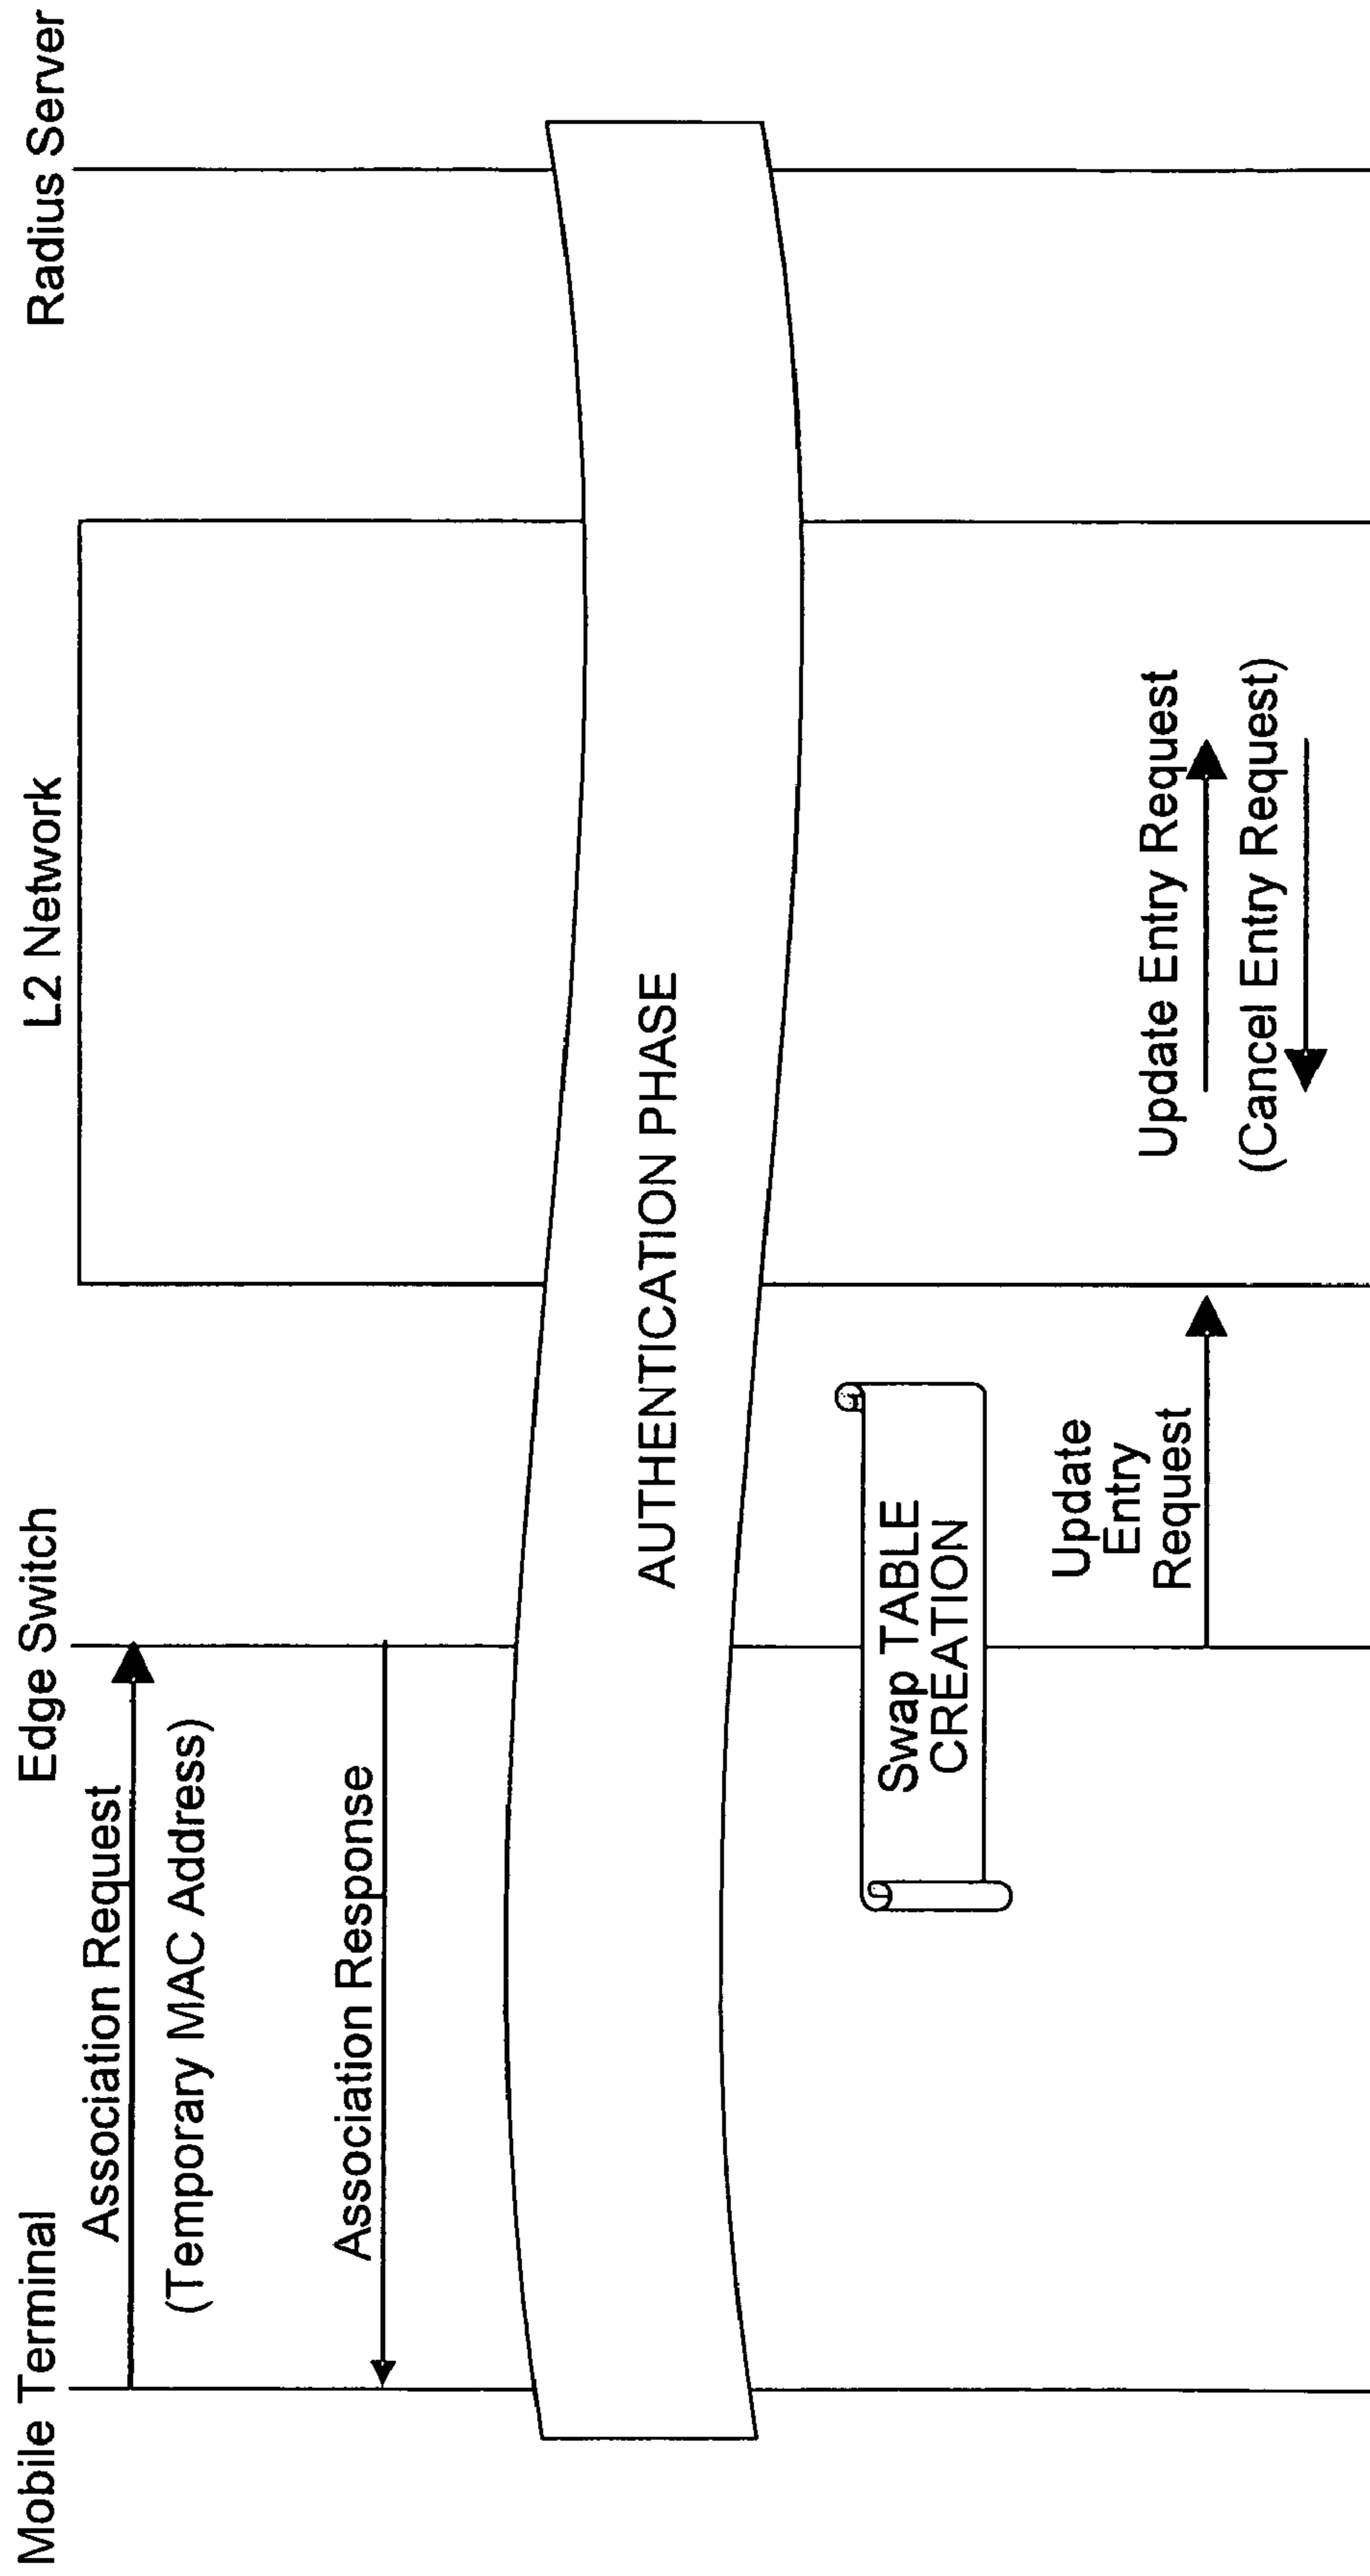 Mobile Terminal
Edge Switch
L2 Network
Radius Server
Association Request
(Temporary MAC Address)
Association Response
AUTHENTICATION PHASE
Swap TABLE
CREATION
Update
Entry
Request
Update Entry Request
(Cancel Entry Request)